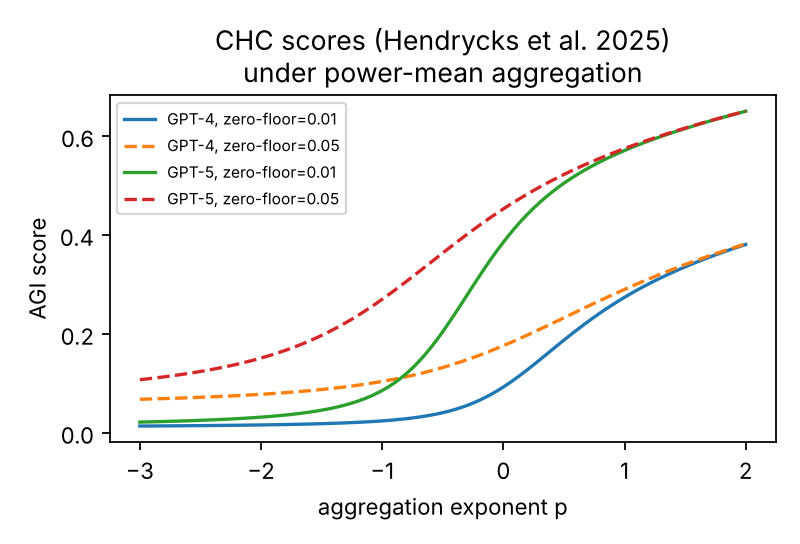 CHC scores (Hendrycks et al. 2025)
under power-mean aggregation
GPT-4, zero-floor=0.01
GPT-4, zero-floor=0.05
GPT-5, zero-floor=0.01
GPT-5, zero-floor=0.05
AGI score
0.6
0.4
0.2
0.0
−3
−2
−1
0
1
2
aggregation exponent p